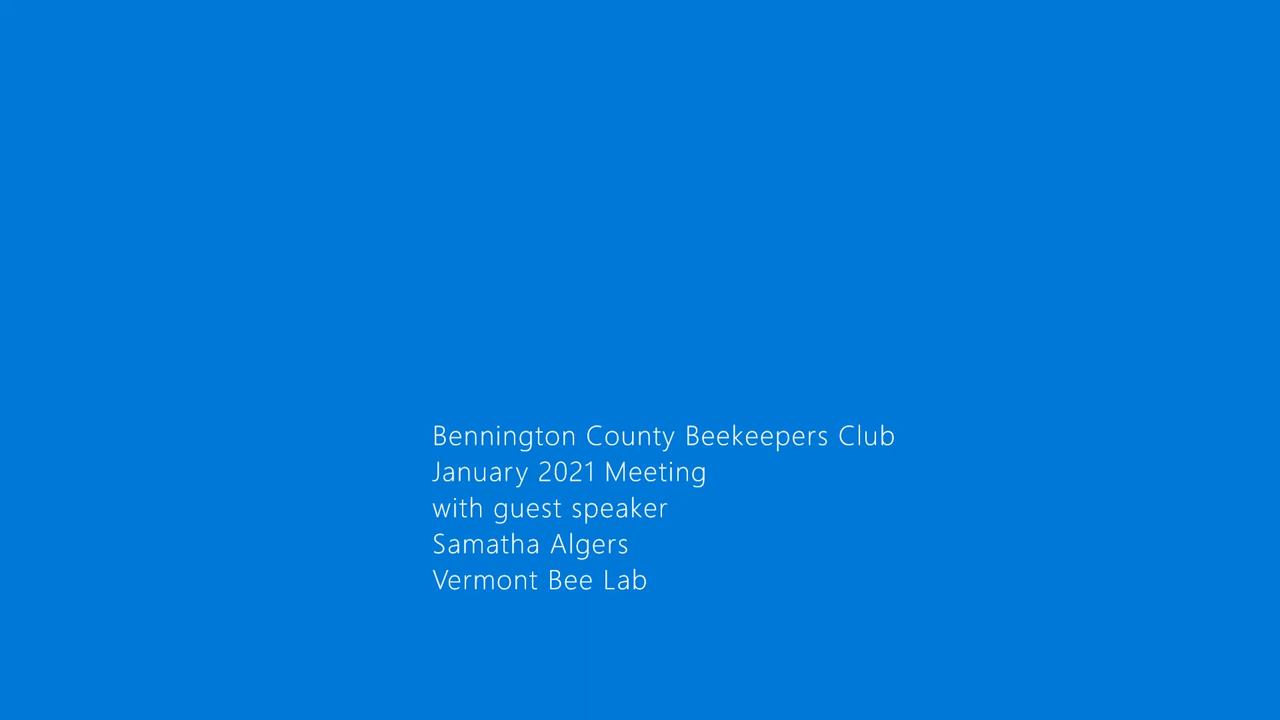 Bennington County Beekeepers Club
January 2021 Meeting
with guest speaker
Samatha Algers
Vermont Bee Lab